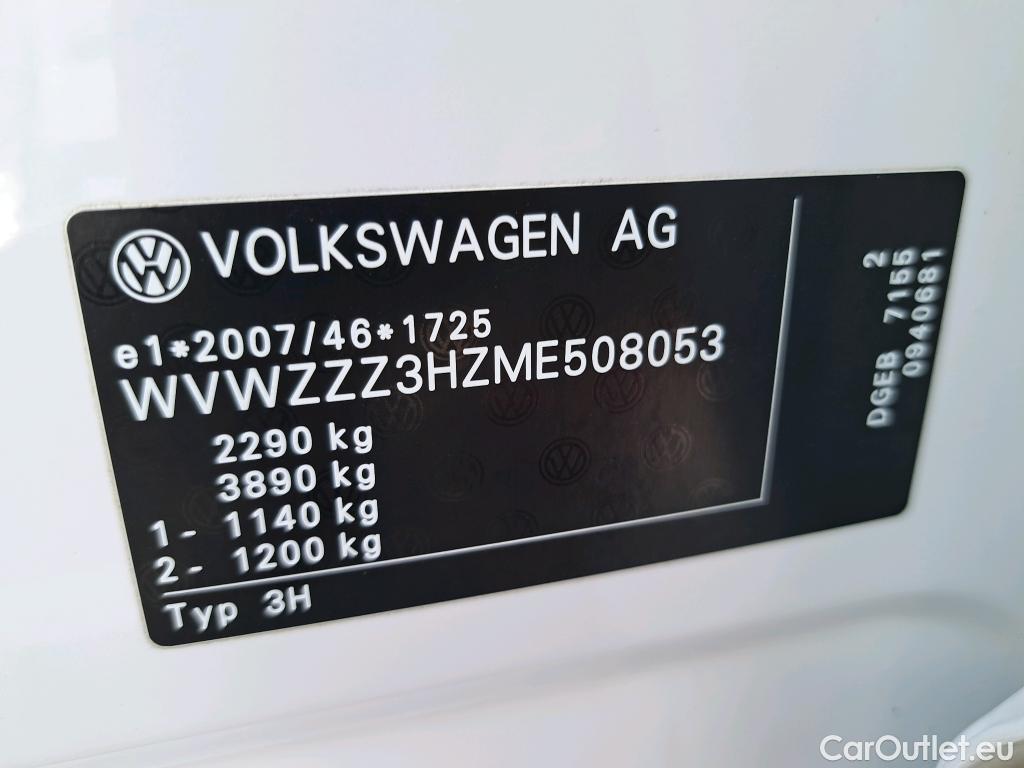 VOLKSWAGEN AG
e1*2007/46*1725
WVWZZZ3HZME508053
2290 kg
3890 kg
1- 1140 kg
2- 1200 kg
Typ 3H
2
DGEB 7155
0940681
CarOutlet.eu